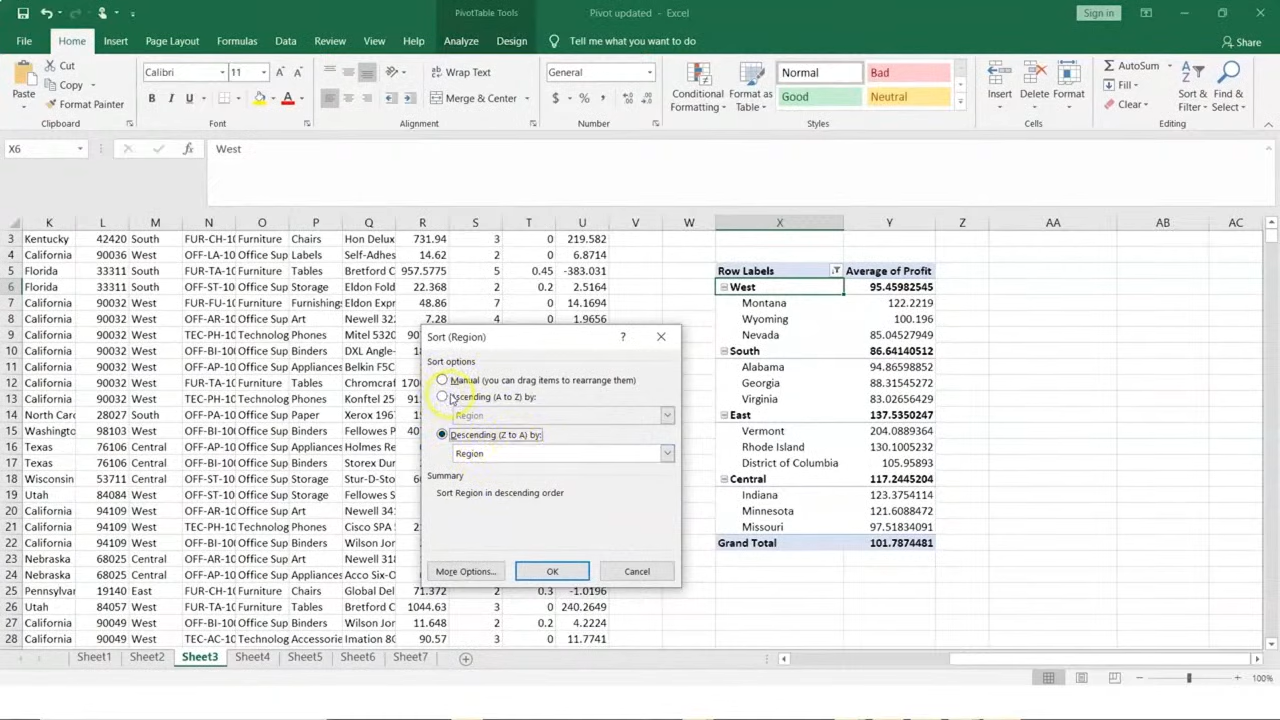 PivotTable Tools
Pivot updated - Excel
Sign in
File Home Insert Page Layout Formulas Data Review View Help Analyze Design Tell me what you want to do Share
Paste
Cut
Copy
Format Painter
Clipboard
Calibri 11
B I U
Font
Wrap Text
Merge & Center
Alignment
General
$ % ,
Number
Conditional Formatting
Format as Table
Normal Bad
Good Neutral
Styles
Insert Delete Format
Cells
AutoSum
Fill
Clear
Sort & Filter
Find & Select
Editing
X6 fx West
K L M N O P Q R S T U V W X Y Z AA AB AC
3 Kentucky 42420 South FUR-CH-10 Furniture Chairs Hon Delux 731.94 3 0 219.582
4 California 90036 West OFF-LA-10 Office Sup Labels Self-Adhes 14.62 2 0 6.8714
5 Florida 33311 South FUR-TA-10 Furniture Tables Bretford C 957.5775 5 0.45 -383.031 Row Labels Average of Profit
6 Florida 33311 South OFF-ST-10 Office Sup Storage Eldon Fold 22.368 2 0.2 2.5164 West 95.45982545
7 California 90032 West FUR-FU-10 Furniture Furnishing Eldon Expr 48.86 7 0 14.1694 Montana 122.2219
8 California 90032 West OFF-AR-10 Office Sup Art Newell 322 7.28 4 0 1.9656 Wyoming 100.196
9 California 90032 West TEC-PH-10 Technolog Phones Mitel 5320 Nevada 85.04527949
10 California 90032 West OFF-BI-100 Office Sup Binders DXL Angle- South 86.64140512
11 California 90032 West OFF-AP-10 Office Sup Appliances Belkin F5C Alabama 94.86598852
12 California 90032 West FUR-TA-10 Furniture Tables Chromcraf Georgia 88.31545272
13 California 90032 West TEC-PH-10 Technolog Phones Konftel 25 Virginia 83.02656429
14 North Caro 28027 South OFF-PA-10 Office Sup Paper Xerox 1967 East 137.5350247
15 Washingto 98103 West OFF-BI-100 Office Sup Binders Fellowes P Vermont 204.0889364
16 Texas 76106 Central OFF-AP-10 Office Sup Appliances Holmes Re Rhode Island 130.1005232
17 Texas 76106 Central OFF-BI-100 Office Sup Binders Storex Dur District of Columbia 105.95893
18 Wisconsin 53711 Central OFF-ST-10 Office Sup Storage Stur-D-Sto Central 117.2445204
19 Utah 84084 West OFF-ST-10 Office Sup Storage Fellowes S Indiana 123.3754114
20 California 94109 West OFF-AR-10 Office Sup Art Newell 341 Minnesota 121.6088472
21 California 94109 West TEC-PH-10 Technolog Phones Cisco SPA Missouri 97.51834091
22 California 94109 West OFF-BI-100 Office Sup Binders Wilson Jon Grand Total 101.7874481
23 Nebraska 68025 Central OFF-AR-10 Office Sup Art Newell 318
24 Nebraska 68025 Central OFF-AP-10 Office Sup Appliances Acco Six-O
25 Pennsylvan 19140 East FUR-CH-10 Furniture Chairs Global Del 71.372 2 0.3 -1.0196
26 Utah 84057 West FUR-TA-10 Furniture Tables Bretford C 1044.63 3 0 240.2649
27 California 90049 West OFF-BI-100 Office Sup Binders Wilson Jon 11.648 2 0.2 4.2224
28 California 90049 West TEC-AC-10 Technolog Accessorie Imation 8G 90.57 3 0 11.7741
Sort (Region) ?
Sort options
Manual (you can drag items to rearrange them)
Ascending (A to Z) by:
Region
Descending (Z to A) by:
Region
Summary
Sort Region in descending order
More Options... OK Cancel
Sheet1 Sheet2 Sheet3 Sheet4 Sheet5 Sheet6 Sheet7
100%